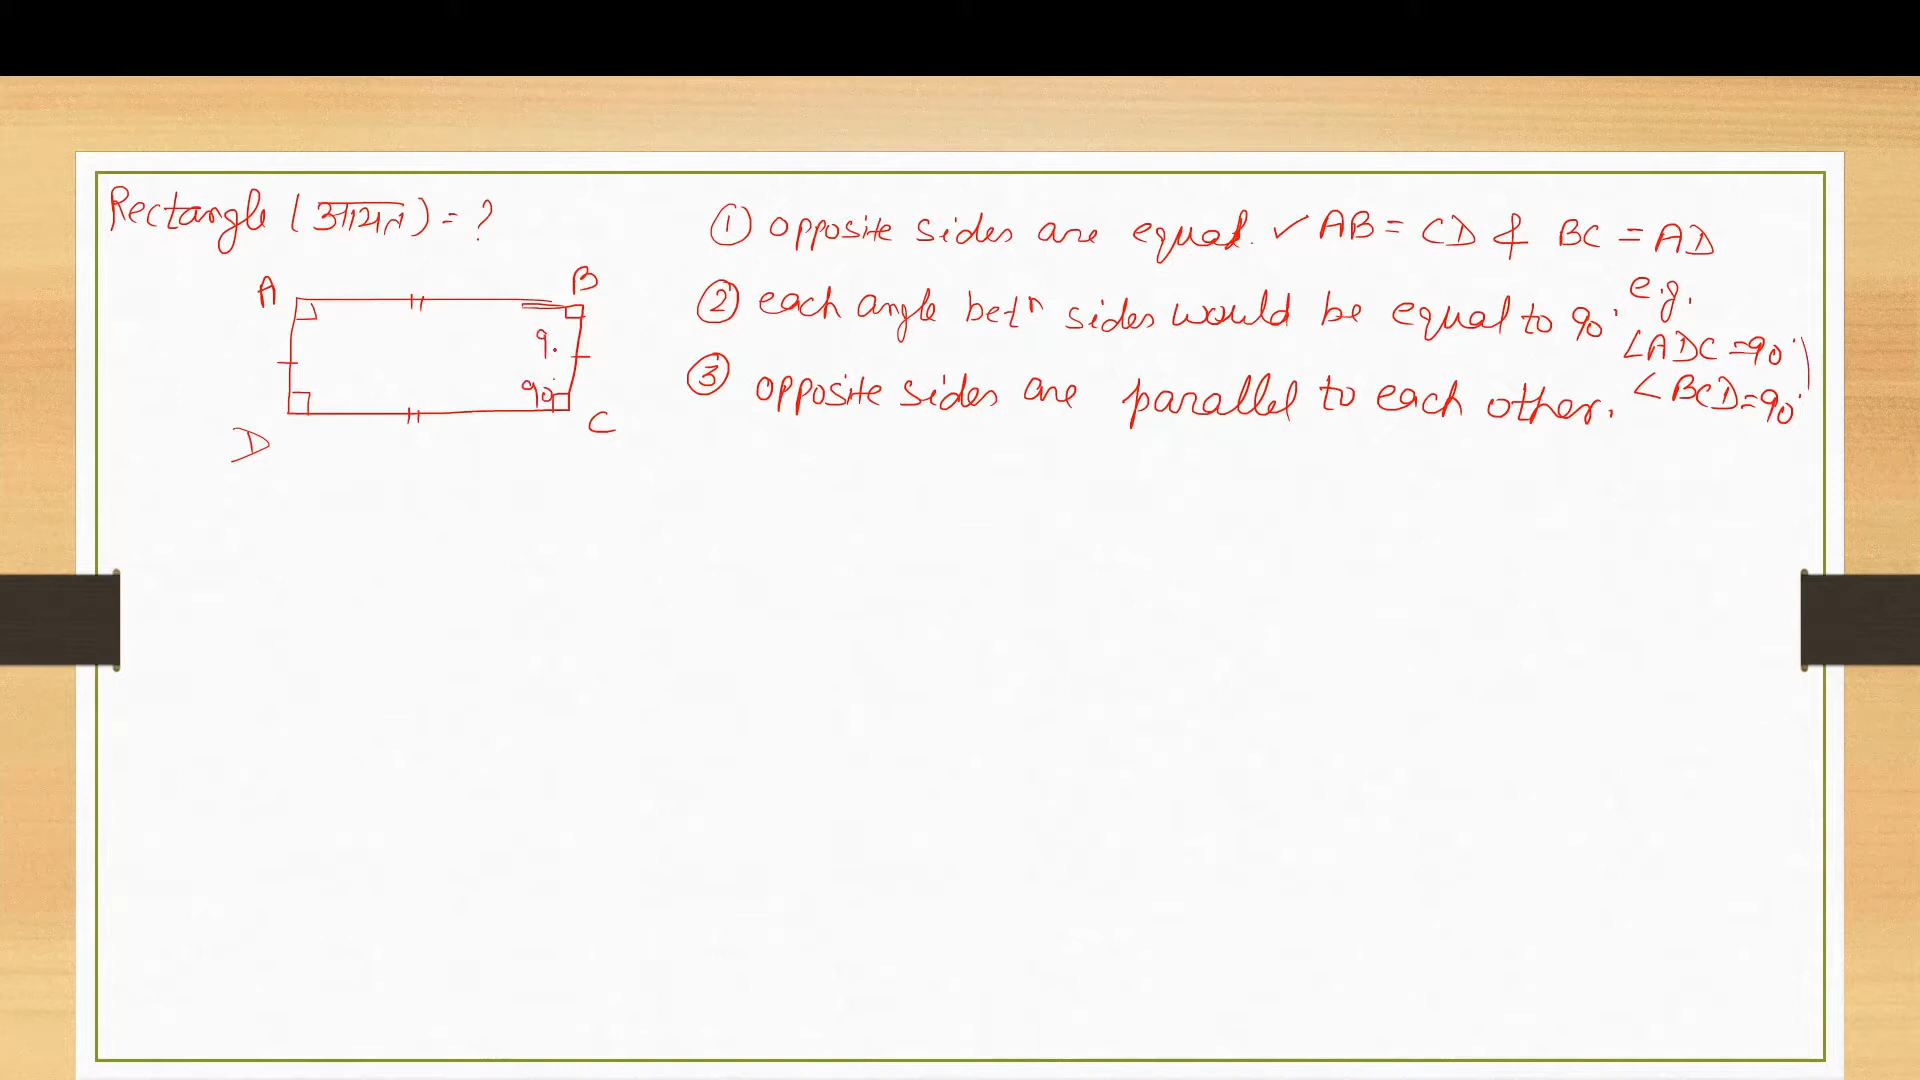 Rectangle (आयत) = ?
A
B
9.
90°
C
D
① opposite sides are equal. ✓ AB = CD & BC = AD
② each angle betⁿ sides would be equal to 90° e.g.
∠ADC = 90°)
③ opposite sides are parallel to each other. ∠BCD = 90°